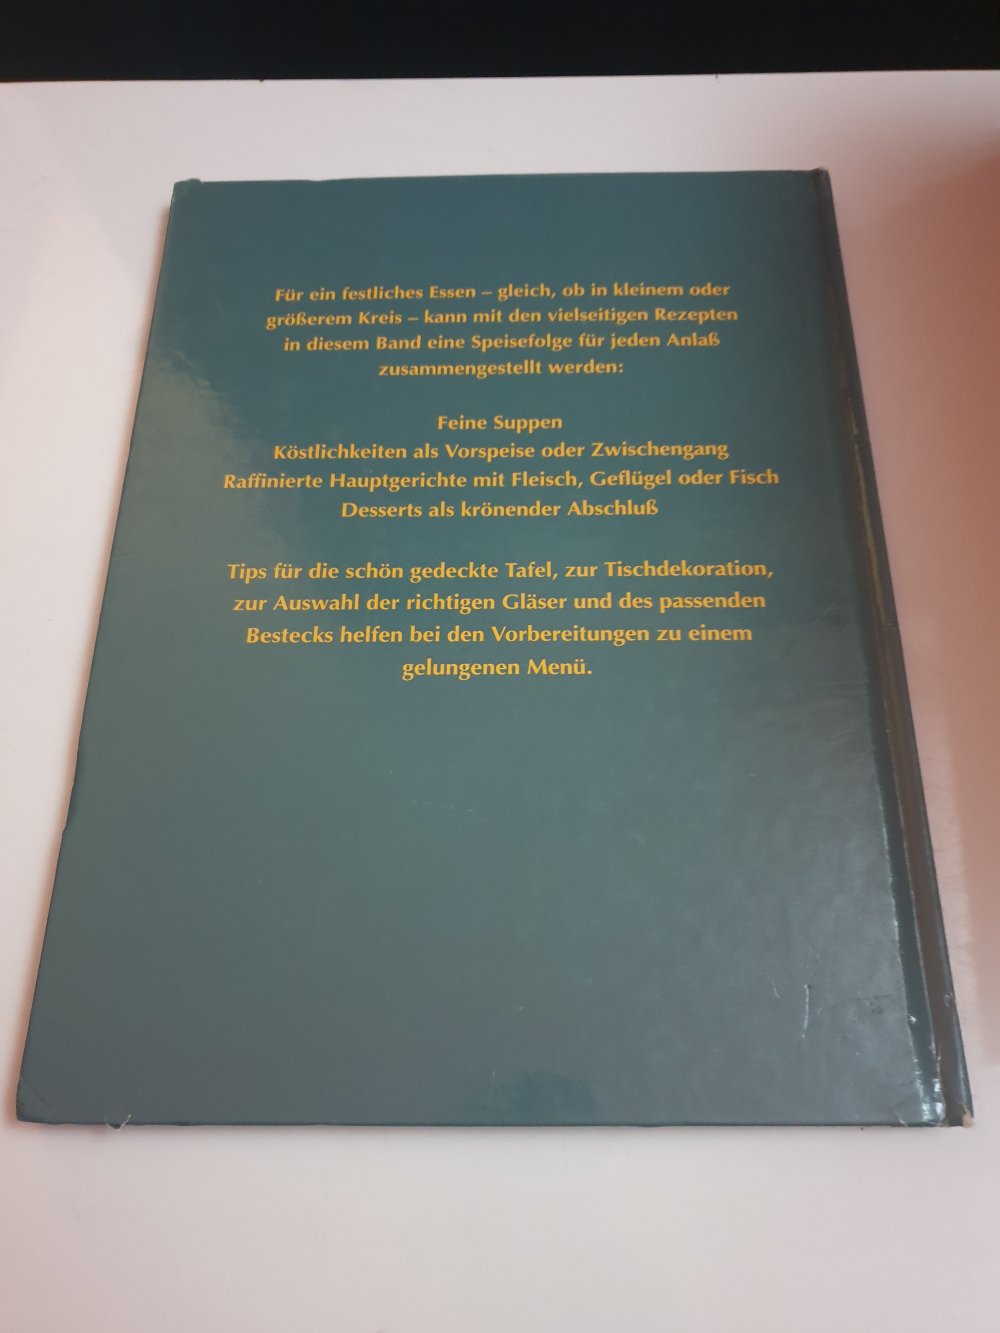 Für ein festliches Essen – gleich, ob in kleinem oder
größerem Kreis – kann mit den vielseitigen Rezepten
in diesem Band eine Speisefolge für jeden Anlaß
zusammengestellt werden:
Feine Suppen
Köstlichkeiten als Vorspeise oder Zwischengang
Raffinierte Hauptgerichte mit Fleisch, Geflügel oder Fisch
Desserts als krönender Abschluß
Tips für die schön gedeckte Tafel, zur Tischdekoration,
zur Auswahl der richtigen Gläser und des passenden
Bestecks helfen bei den Vorbereitungen zu einem
gelungenen Menü.